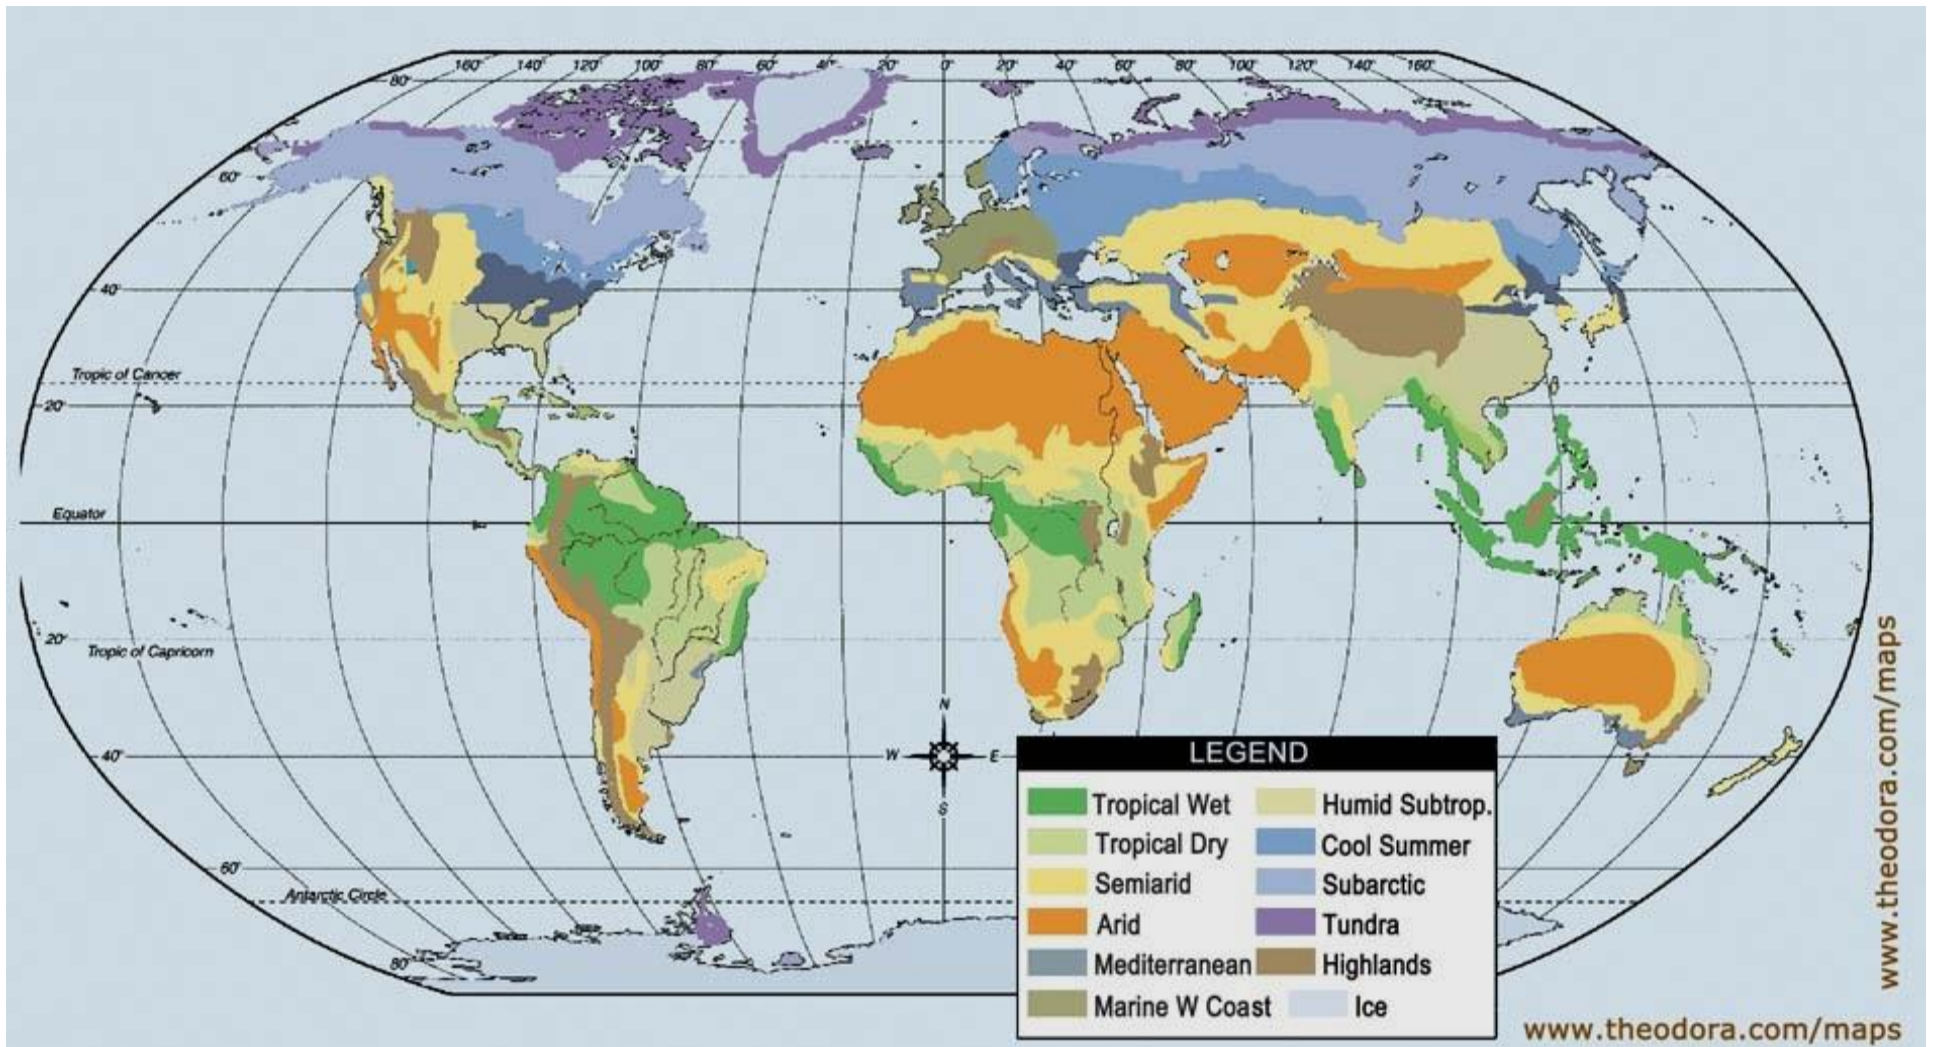 160° 140° 120° 100° 80° 60° 40° 20° 0° 20° 40° 60° 80° 100° 120° 140° 160°
80°
60°
40°
Tropic of Cancer
20°
Equator
20°
Tropic of Capricorn
N
40° W E
S
60°
Antarctic Circle
80°
LEGEND
Tropical Wet Humid Subtrop.
Tropical Dry Cool Summer
Semiarid Subarctic
Arid Tundra
Mediterranean Highlands
Marine W Coast Ice
www.theodora.com/maps
www.theodora.com/maps